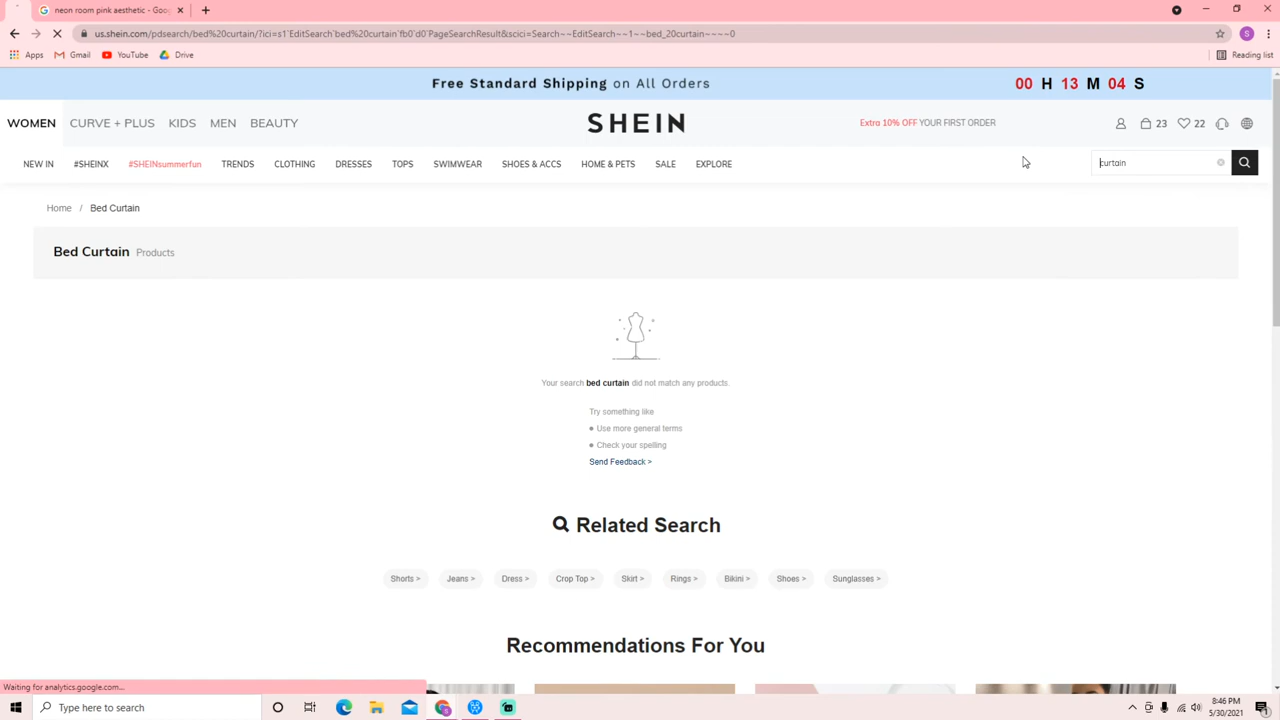 neon room pink aesthetic - Goog
us.shein.com/pdsearch/bed%20curtain/?ici=s1`EditSearch`bed%20curtain`fb0`d0`PageSearchResult&scici=Search~~EditSearch~~1~~bed_20curtain~~~~0
Apps Gmail YouTube Drive Reading list
Free Standard Shipping on All Orders 00 H 13 M 04 S
WOMEN CURVE + PLUS KIDS MEN BEAUTY SHEIN Extra 10% OFF YOUR FIRST ORDER 23 22
NEW IN #SHEINX #SHEINsummerfun TRENDS CLOTHING DRESSES TOPS SWIMWEAR SHOES & ACCS HOME & PETS SALE EXPLORE curtain
Home / Bed Curtain
Bed Curtain Products
Your search bed curtain did not match any products.
Try something like
Use more general terms
Check your spelling
Send Feedback >
Related Search
Shorts > Jeans > Dress > Crop Top > Skirt > Rings > Bikini > Shoes > Sunglasses >
Recommendations For You
Waiting for analytics.google.com...
Type here to search
8:46 PM
5/30/2021